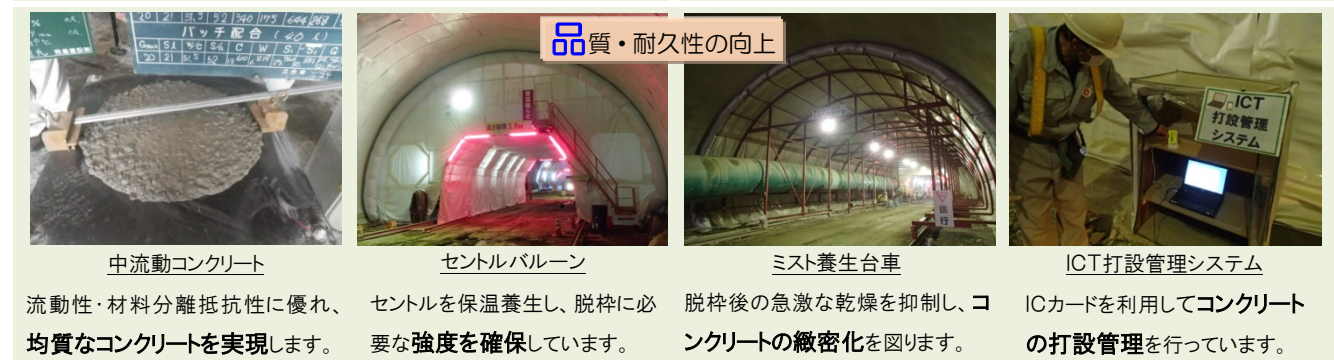 品質・耐久性の向上
バッチ配合 (40ℓ)
ICT
打設管理
システム
徐行
中流動コンクリート
流動性・材料分離抵抗性に優れ、
均質なコンクリートを実現します。
セントルバルーン
セントルを保温養生し、脱枠に必
要な強度を確保しています。
ミスト養生台車
脱枠後の急激な乾燥を抑制し、コ
ンクリートの緻密化を図ります。
ICT打設管理システム
ICカードを利用してコンクリート
の打設管理を行っています。